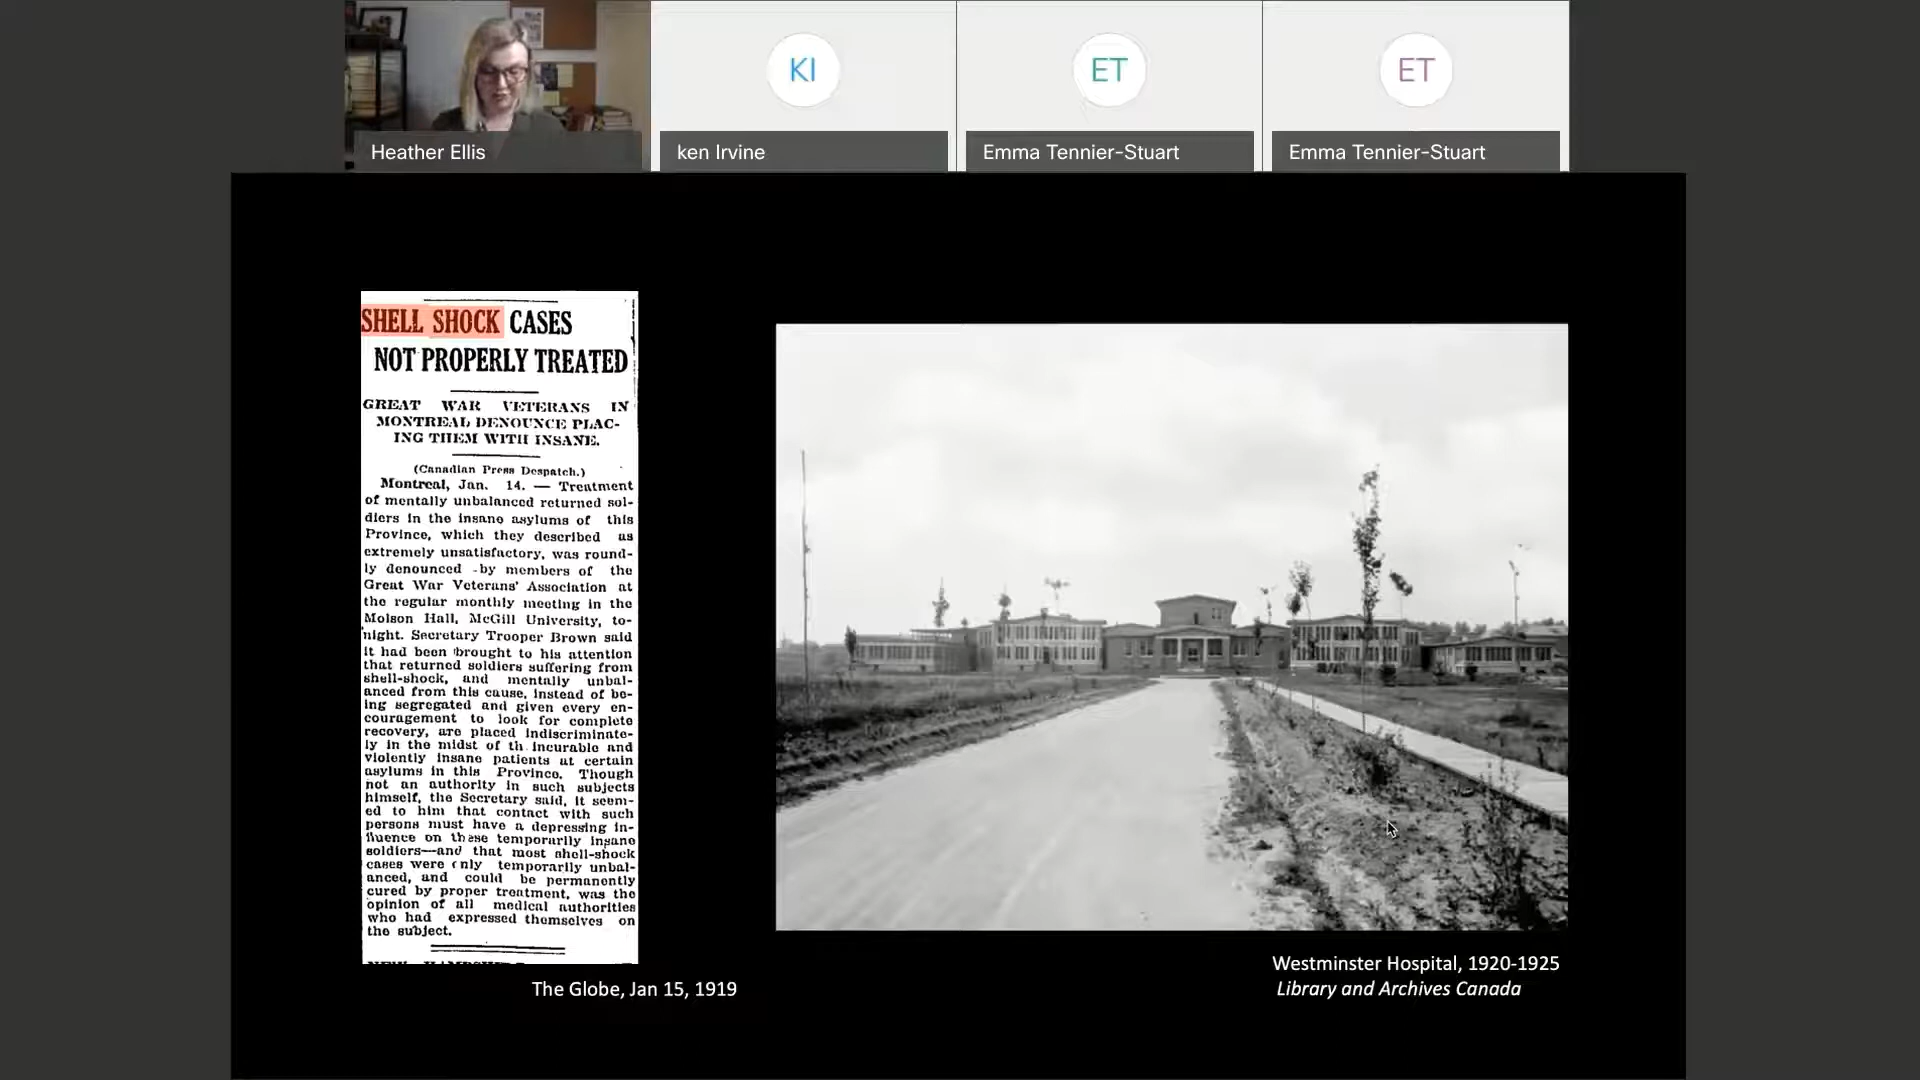 Heather Ellis
KI
ken Irvine
ET
Emma Tennier-Stuart
ET
Emma Tennier-Stuart
SHELL SHOCK CASES
NOT PROPERLY TREATED
GREAT WAR VETERANS IN
MONTREAL DENOUNCE PLAC-
ING THEM WITH INSANE.
(Canadian Press Despatch.)
Montreal, Jan. 14. — Treatment
of mentally unbalanced returned sol-
diers in the insane asylums of this
Province, which they described as
extremely unsatisfactory, was round-
ly denounced by members of the
Great War Veterans' Association at
the regular monthly meeting in the
Molson Hall, McGill University, to-
night. Secretary Trooper Brown said
it had been brought to his attention
that returned soldiers suffering from
shell-shock, and mentally unbal-
anced from this cause, instead of be-
ing segregated and given every en-
couragement to look for complete
recovery, are placed indiscriminate-
ly in the midst of th incurable and
violently insane patients at certain
asylums in this Province. Though
not an authority in such subjects
himself, the Secretary said, it seem-
ed to him that contact with such
persons must have a depressing in-
fluence on these temporarily insane
soldiers—and that most shell-shock
cases were only temporarily unbal-
anced, and could be permanently
cured by proper treatment, was the
opinion of all medical authorities
who had expressed themselves on
the subject.
The Globe, Jan 15, 1919
Westminster Hospital, 1920-1925
Library and Archives Canada